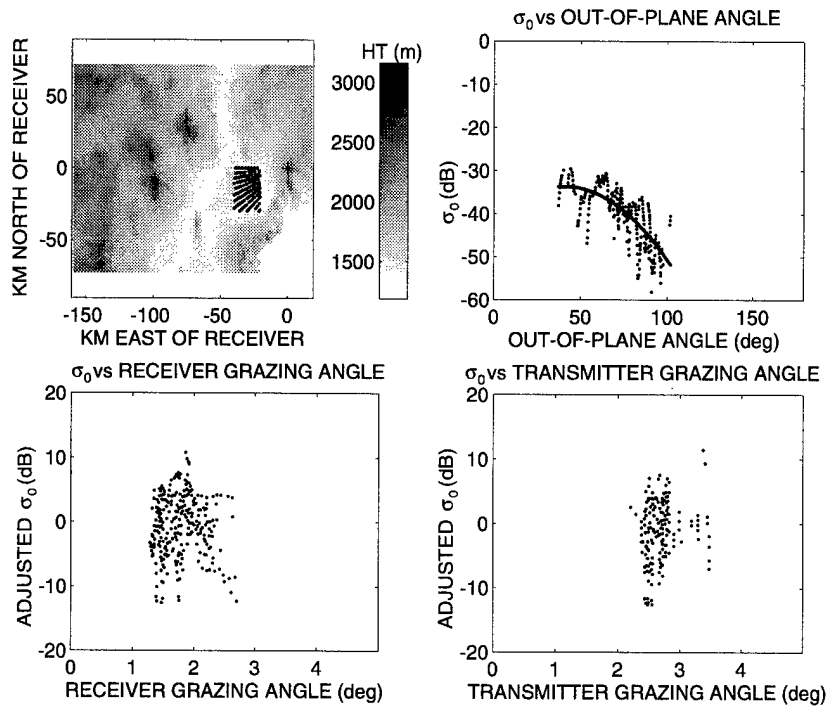 HT (m)
3000
2500
2000
1500
KM NORTH OF RECEIVER
50
0
-50
-150 -100 -50 0
KM EAST OF RECEIVER
σ₀ vs OUT-OF-PLANE ANGLE
σ₀ (dB)
0
-10
-20
-30
-40
-50
-60
0 50 100 150
OUT-OF-PLANE ANGLE (deg)
σ₀ vs RECEIVER GRAZING ANGLE
ADJUSTED σ₀ (dB)
20
10
0
-10
-20
0 1 2 3 4
RECEIVER GRAZING ANGLE (deg)
σ₀ vs TRANSMITTER GRAZING ANGLE
ADJUSTED σ₀ (dB)
20
10
0
-10
-20
0 1 2 3 4
TRANSMITTER GRAZING ANGLE (deg)